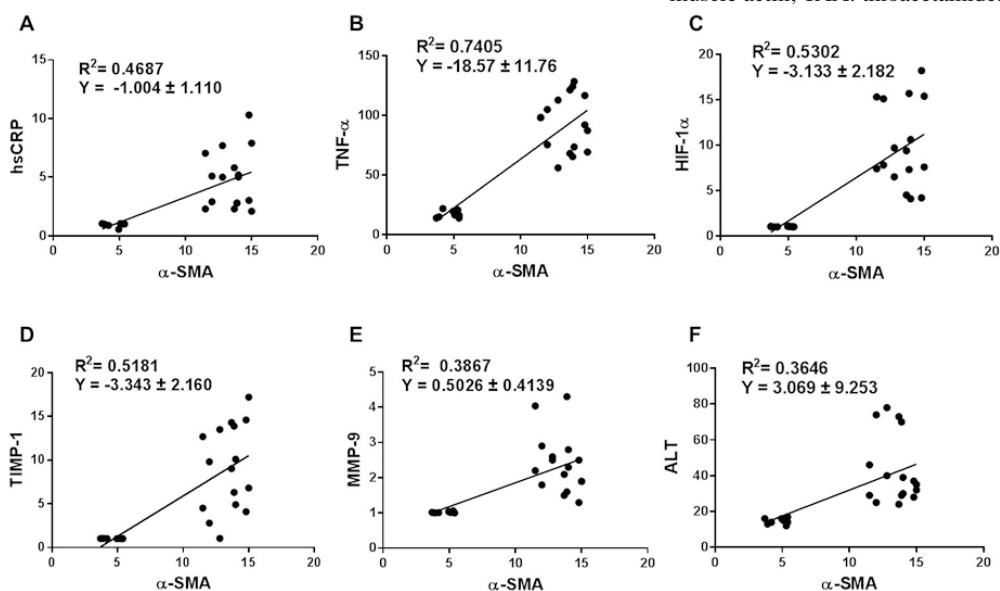 muscle actin; TAA: thioacetamide.
A
B
C
R²= 0.4687
Y = -1.004 ± 1.110
R²= 0.7405
Y = -18.57 ± 11.76
R²= 0.5302
Y = -3.133 ± 2.182
hsCRP
15
10
5
0
0 5 10 15 20
α-SMA
TNF-α
150
100
50
0
0 5 10 15 20
α-SMA
HIF-1α
20
15
10
5
0
0 5 10 15 20
α-SMA
D
E
F
R²= 0.5181
Y = -3.343 ± 2.160
R²= 0.3867
Y = 0.5026 ± 0.4139
R²= 0.3646
Y = 3.069 ± 9.253
TIMP-1
20
15
10
5
0
0 5 10 15 20
α-SMA
MMP-9
5
4
3
2
1
0
0 5 10 15 20
α-SMA
ALT
100
80
60
40
20
0
0 5 10 15 20
α-SMA